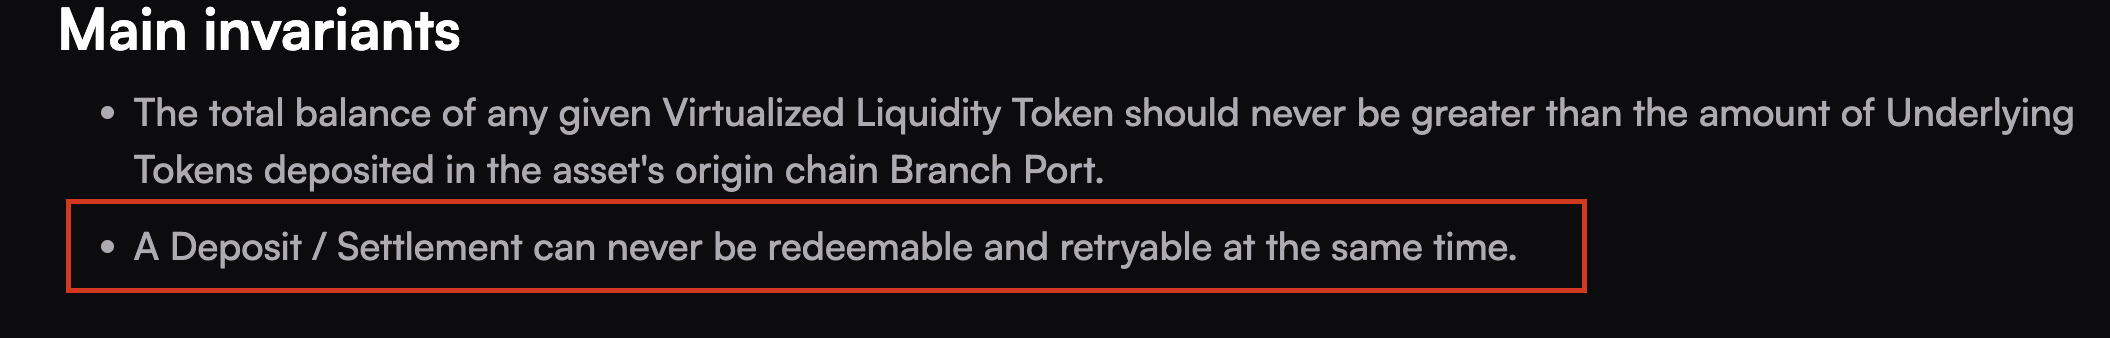 Main invariants
• The total balance of any given Virtualized Liquidity Token should never be greater than the amount of Underlying
Tokens deposited in the asset's origin chain Branch Port.
• A Deposit / Settlement can never be redeemable and retryable at the same time.